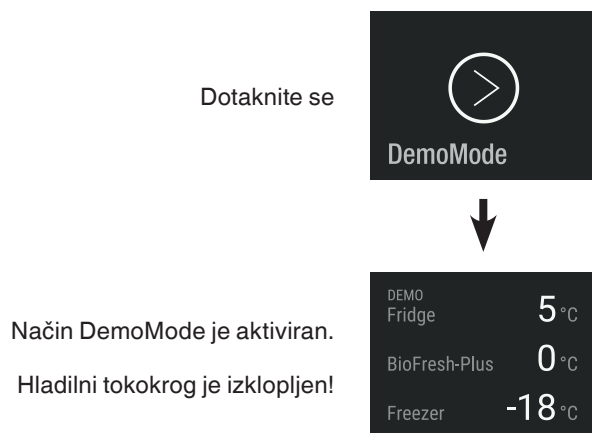 Dotaknite se
DemoMode
DEMO
Fridge 5 °C
BioFresh-Plus 0 °C
Freezer -18 °C
Način DemoMode je aktiviran.
Hladilni tokokrog je izklopljen!